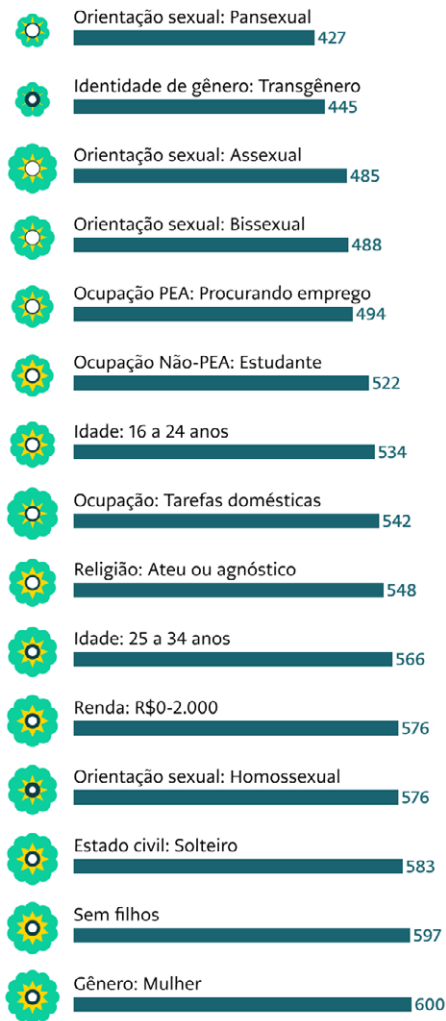 Orientação sexual: Pansexual
427
Identidade de gênero: Transgênero
445
Orientação sexual: Assexual
485
Orientação sexual: Bissexual
488
Ocupação PEA: Procurando emprego
494
Ocupação Não-PEA: Estudante
522
Idade: 16 a 24 anos
534
Ocupação: Tarefas domésticas
542
Religião: Ateu ou agnóstico
548
Idade: 25 a 34 anos
566
Renda: R$0-2.000
576
Orientação sexual: Homossexual
576
Estado civil: Solteiro
583
Sem filhos
597
Gênero: Mulher
600